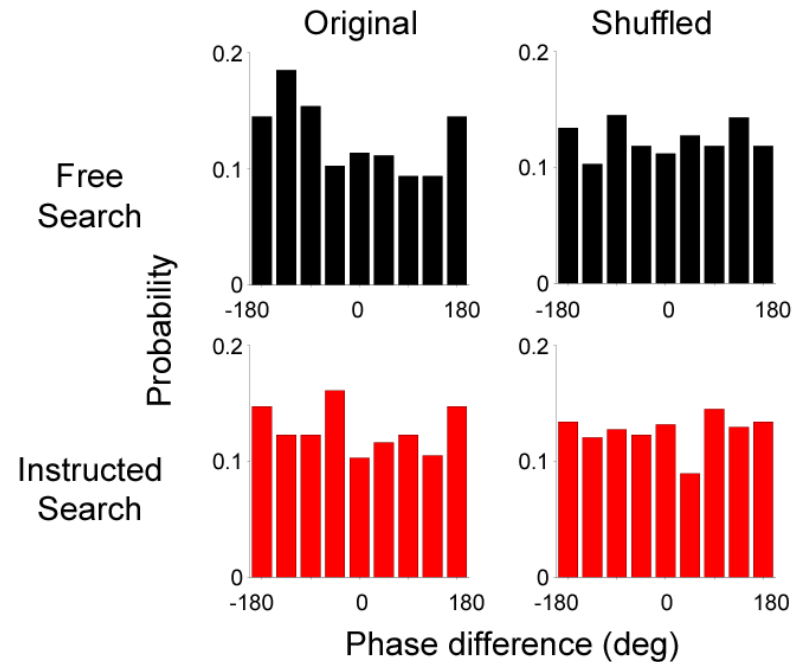 Original
Shuffled
Free
Search
Instructed
Search
Probability
0.2
0.1
0
-180 0 180
0.2
0.1
0
-180 0 180
0.2
0.1
0
-180 0 180
0.2
0.1
0
-180 0 180
Phase difference (deg)